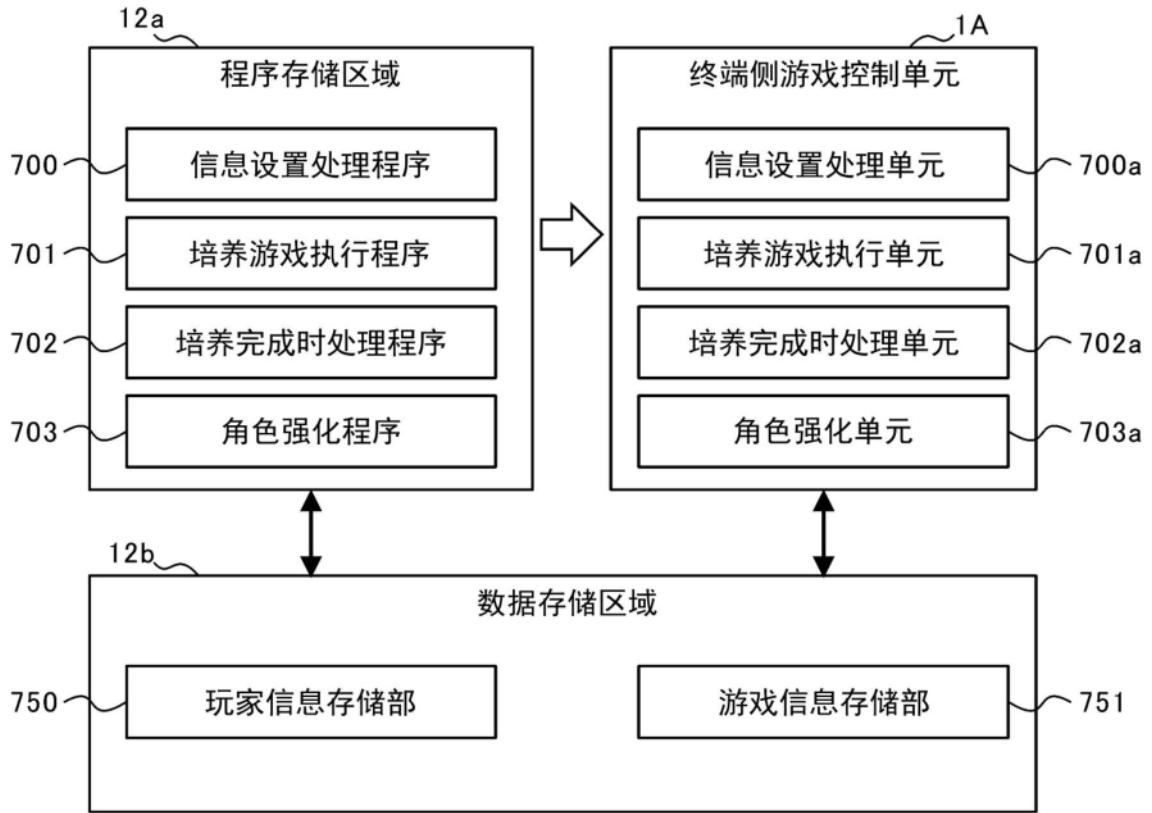 12a
1A
程序存储区域
终端侧游戏控制单元
700
信息设置处理程序
信息设置处理单元
700a
701
培养游戏执行程序
培养游戏执行单元
701a
702
培养完成时处理程序
培养完成时处理单元
702a
703
角色强化程序
角色强化单元
703a
12b
数据存储区域
750
玩家信息存储部
游戏信息存储部
751